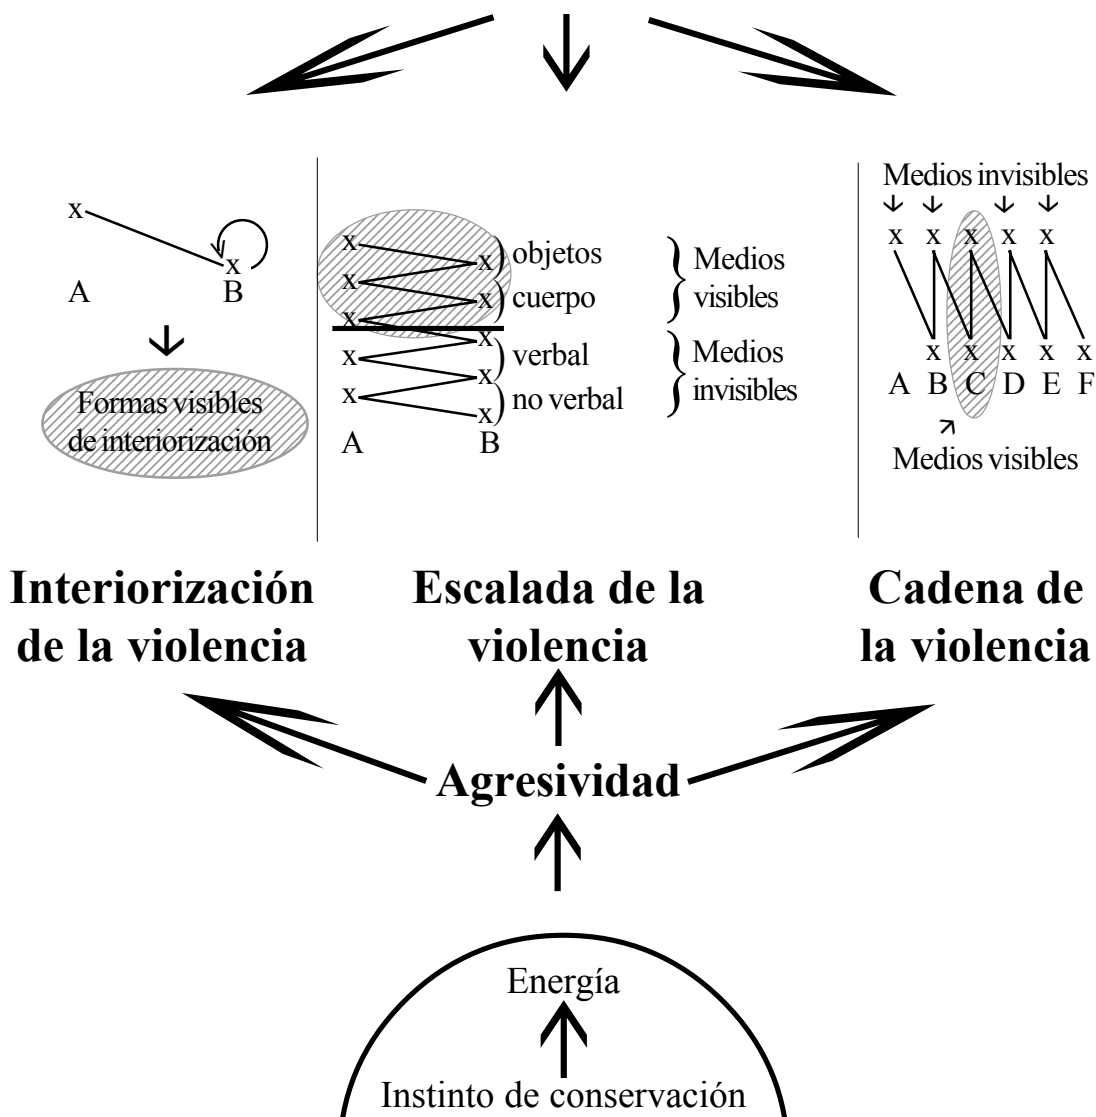 x
x
A
B
Formas visibles
de interiorización
x
x
objetos
x
x
cuerpo
x
x
verbal
x
x
no verbal
x
x
A
B
Medios
visibles
Medios
invisibles
Medios invisibles
x x x x x
x x x x x
A B C D E F
Medios visibles
Interiorización
de la violencia
Escalada de la
violencia
Cadena de
la violencia
Agresividad
Energía
Instinto de conservación